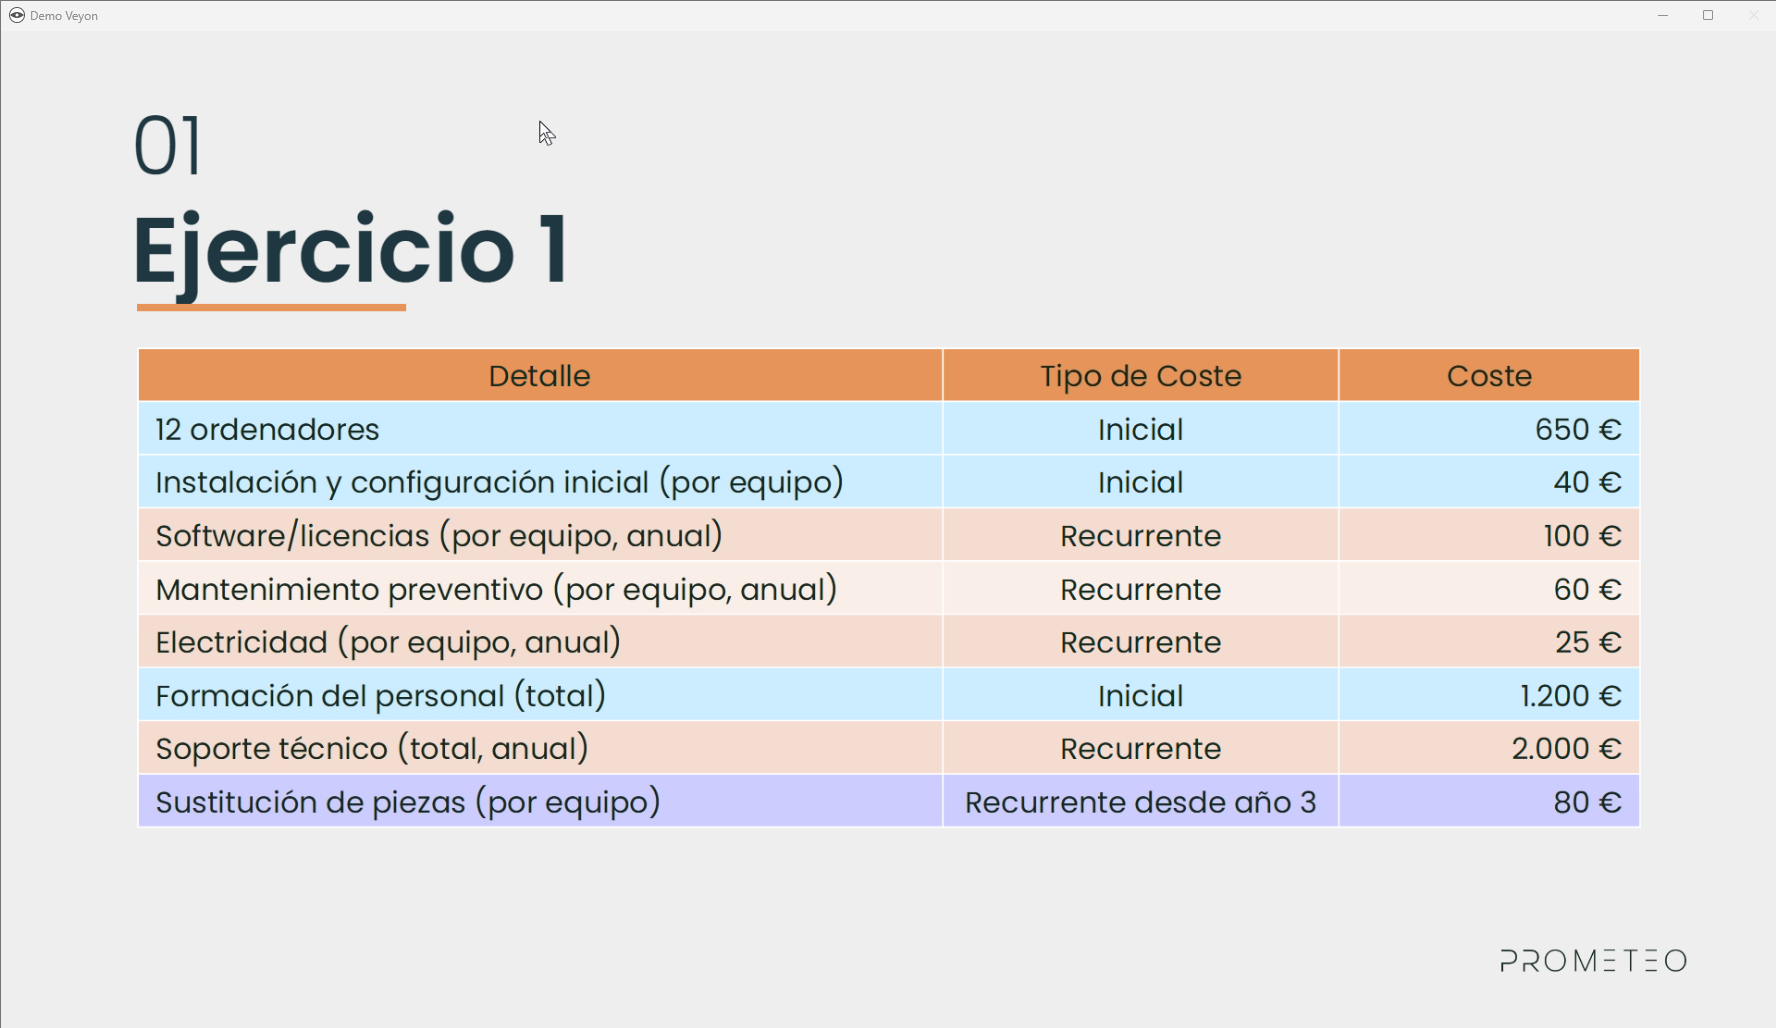 Demo Veyon
01
Ejercicio 1
Detalle Tipo de Coste Coste
12 ordenadores Inicial 650 €
Instalación y configuración inicial (por equipo) Inicial 40 €
Software/licencias (por equipo, anual) Recurrente 100 €
Mantenimiento preventivo (por equipo, anual) Recurrente 60 €
Electricidad (por equipo, anual) Recurrente 25 €
Formación del personal (total) Inicial 1.200 €
Soporte técnico (total, anual) Recurrente 2.000 €
Sustitución de piezas (por equipo) Recurrente desde año 3 80 €
PROMETEO